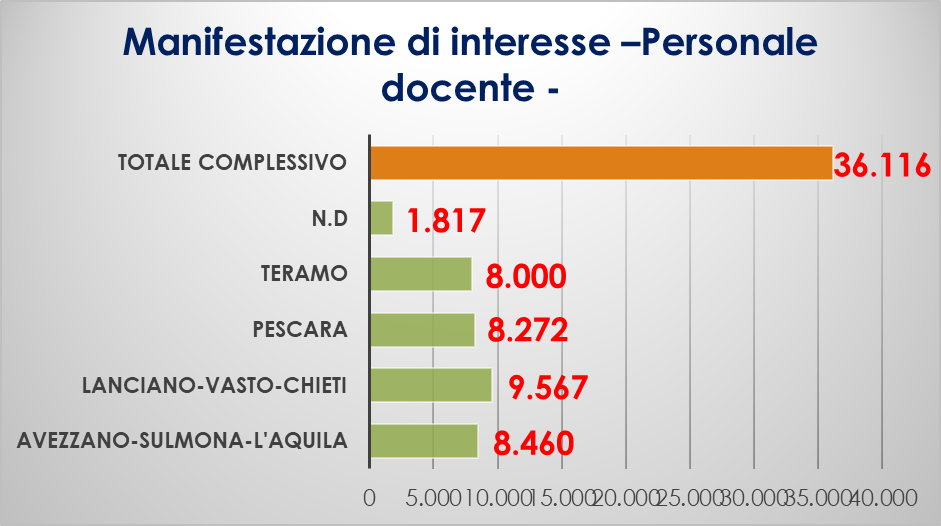 Manifestazione di interesse –Personale
docente -
TOTALE COMPLESSIVO 36.116
N.D 1.817
TERAMO 8.000
PESCARA 8.272
LANCIANO-VASTO-CHIETI 9.567
AVEZZANO-SULMONA-L'AQUILA 8.460
0 5.000 10.000 15.000 20.000 25.000 30.000 35.000 40.000